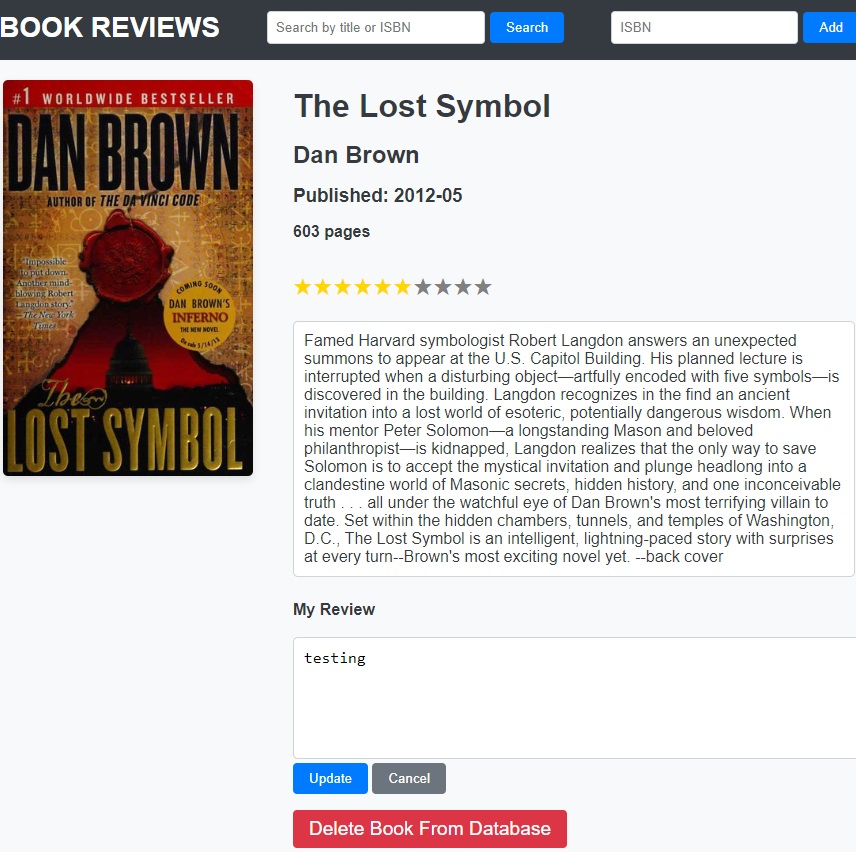 BOOK REVIEWS
Search by title or ISBN
Search
ISBN
Add
#1 WORLDWIDE BESTSELLER
DAN BROWN
AUTHOR OF THE DA VINCI CODE
"Impossible
to put down.
Another mind-
blowing Robert
Langdon story."
—The New York
Times
COMING SOON
DAN BROWN'S
INFERNO
THE NEW NOVEL
On sale 5/14/13
The
LOST SYMBOL
The Lost Symbol
Dan Brown
Published: 2012-05
603 pages
★★★★★★★★★★
Famed Harvard symbologist Robert Langdon answers an unexpected
summons to appear at the U.S. Capitol Building. His planned lecture is
interrupted when a disturbing object—artfully encoded with five symbols—is
discovered in the building. Langdon recognizes in the find an ancient
invitation into a lost world of esoteric, potentially dangerous wisdom. When
his mentor Peter Solomon—a longstanding Mason and beloved
philanthropist—is kidnapped, Langdon realizes that the only way to save
Solomon is to accept the mystical invitation and plunge headlong into a
clandestine world of Masonic secrets, hidden history, and one inconceivable
truth . . . all under the watchful eye of Dan Brown's most terrifying villain to
date. Set within the hidden chambers, tunnels, and temples of Washington,
D.C., The Lost Symbol is an intelligent, lightning-paced story with surprises
at every turn--Brown's most exciting novel yet. --back cover
My Review
testing
Update
Cancel
Delete Book From Database